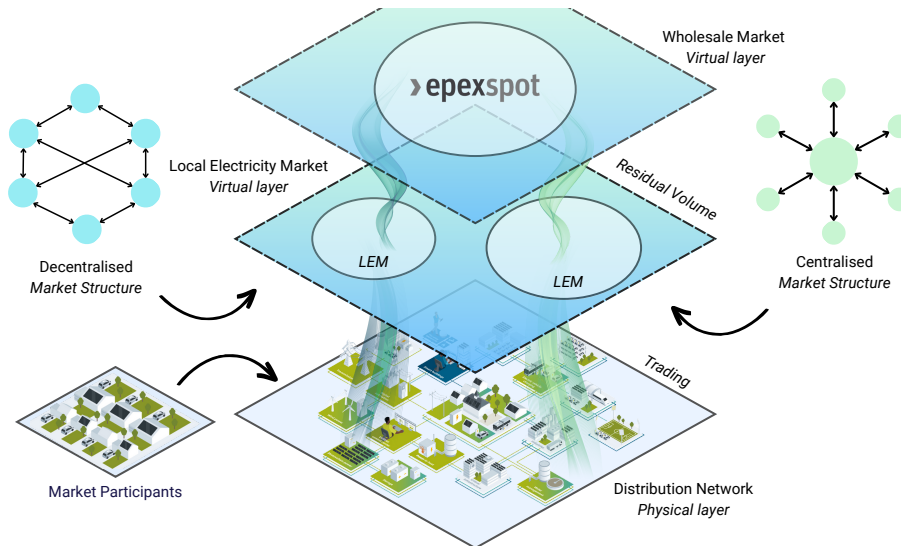 Wholesale Market
Virtual layer
epexspot
Local Electricity Market
Virtual layer
Residual Volume
LEM
LEM
Decentralised
Market Structure
Centralised
Market Structure
Trading
Market Participants
Distribution Network
Physical layer